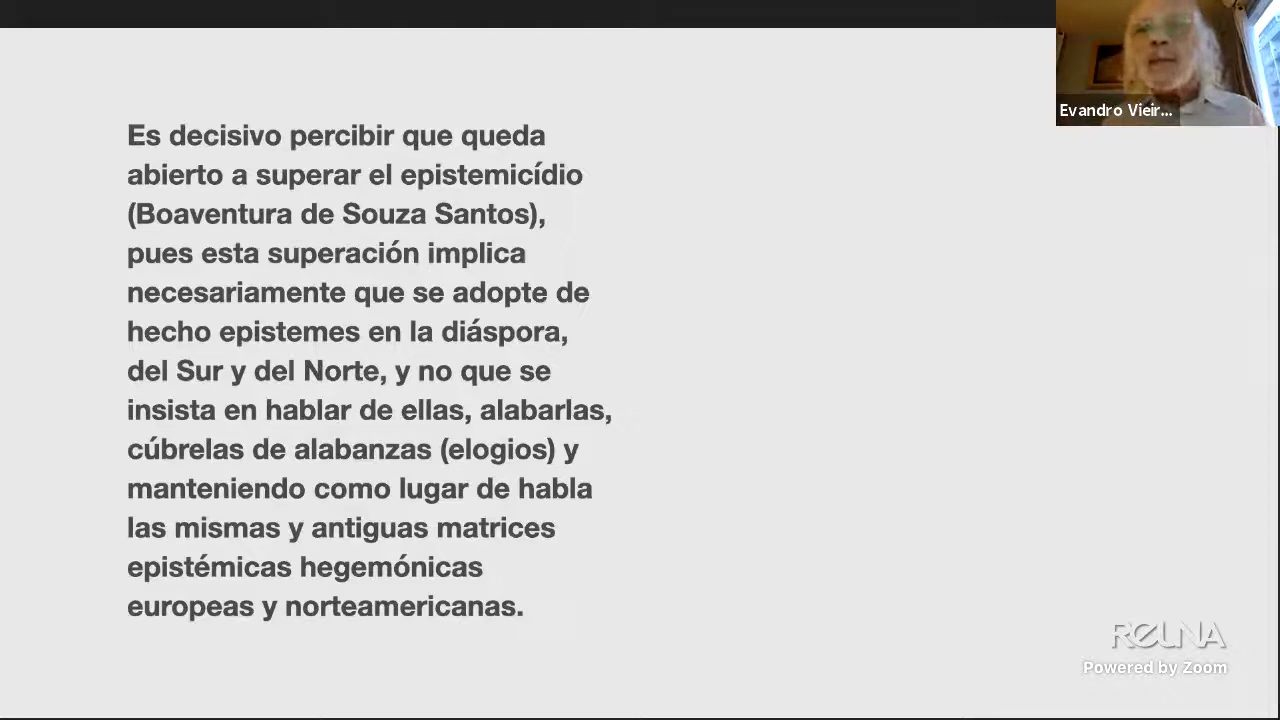 Es decisivo percibir que queda
abierto a superar el epistemicídio
(Boaventura de Souza Santos),
pues esta superación implica
necesariamente que se adopte de
hecho epistemes en la diáspora,
del Sur y del Norte, y no que se
insista en hablar de ellas, alabarlas,
cúbrelas de alabanzas (elogios) y
manteniendo como lugar de habla
las mismas y antiguas matrices
epistémicas hegemónicas
europeas y norteamericanas.
Evandro Vieir...
REUNA
Powered by Zoom